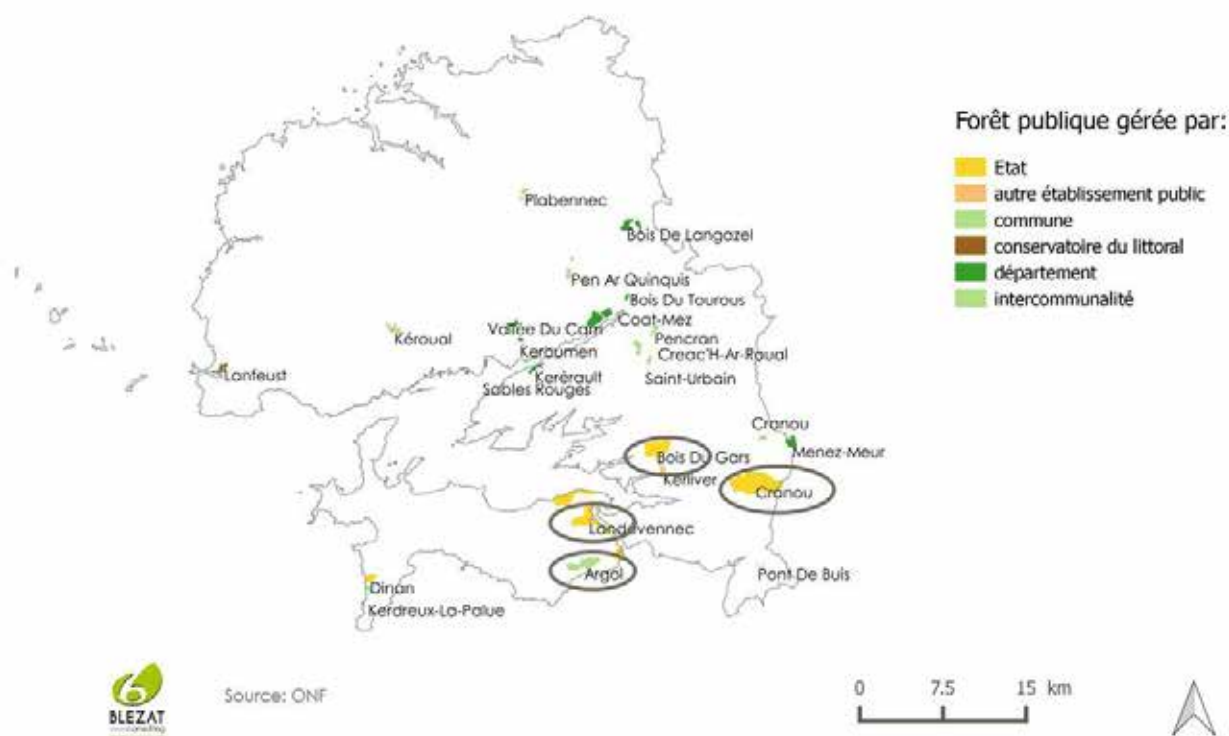 Forêt publique gérée par:
Etat
autre établissement public
commune
conservatoire du littoral
département
intercommunalité
Plabennec
Bois De Langazel
Pen Ar Quinquis
Bois Du Tourous
Coat-Mez
Vallée Du Cam
Kéroual
Pencran
Keroumen
Creac'H-Ar-Roual
Lanfeust
Kerérault
Saint-Urbain
Sables Rouges
Cranou
Menez-Meur
Bois Du Gars
Kerliver
Cranou
Landevennec
Argol
Pont De Buis
Dinan
Kerdreux-La-Palue
BLEZAT
Source: ONF
0 7.5 15 km